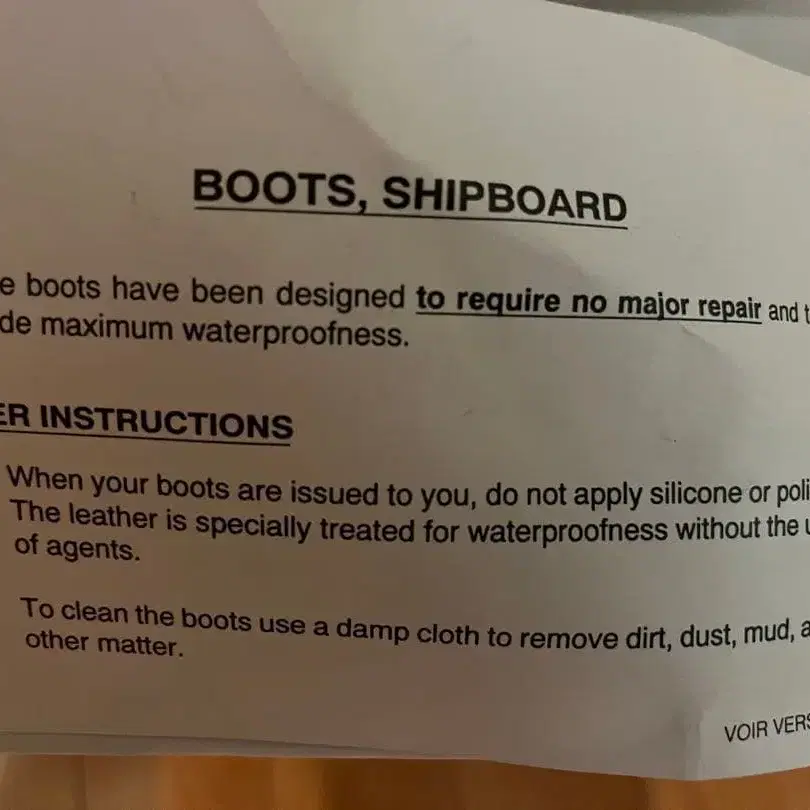 BOOTS, SHIPBOARD
e boots have been designed to require no major repair and t
de maximum waterproofness.
ER INSTRUCTIONS
When your boots are issued to you, do not apply silicone or poli
The leather is specially treated for waterproofness without the u
of agents.
To clean the boots use a damp cloth to remove dirt, dust, mud, a
other matter.
VOIR VERS